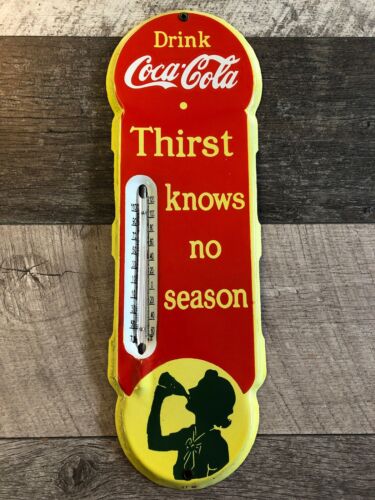 Drink
Coca-Cola
Thirst
knows
no
season